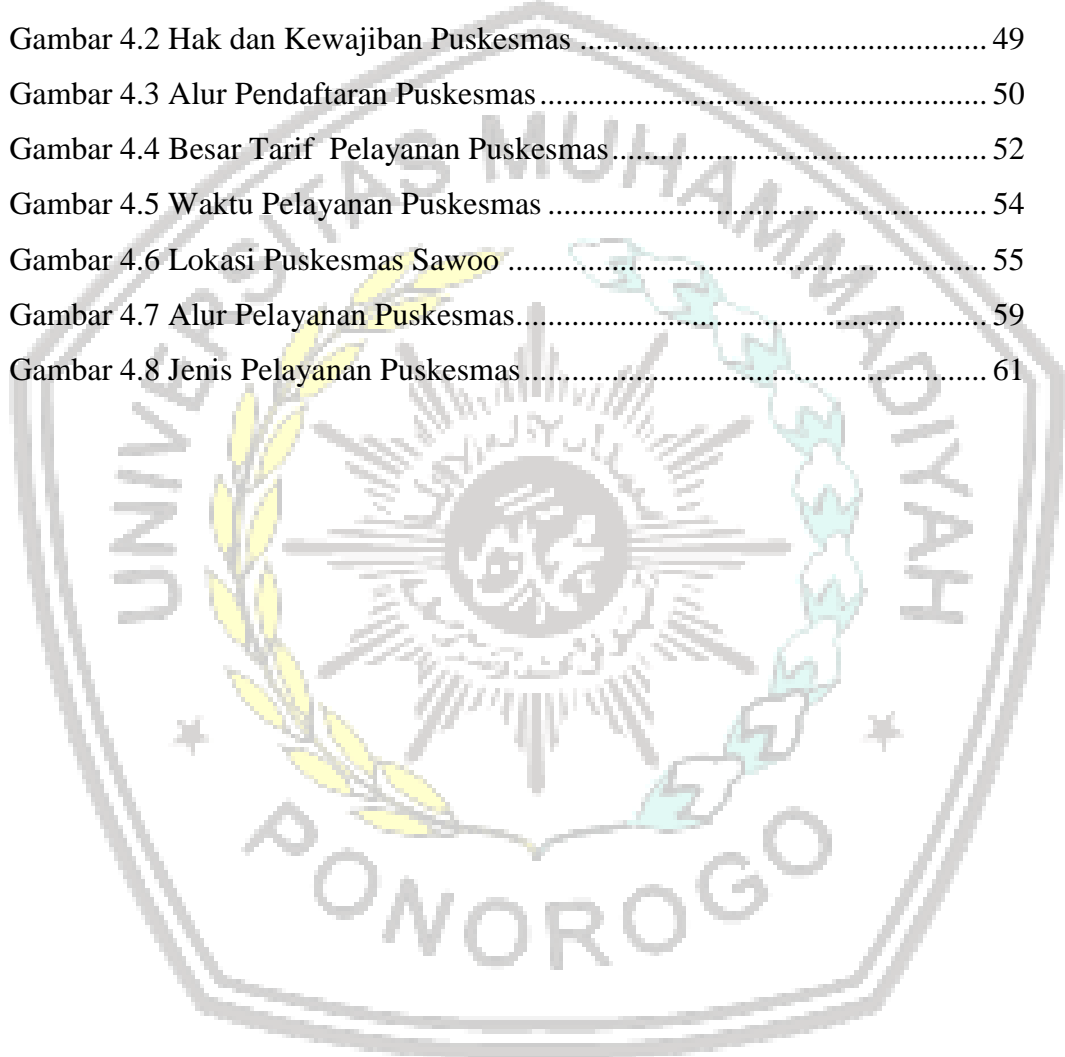 Gambar 4.2 Hak dan Kewajiban Puskesmas ................................................. 49
Gambar 4.3 Alur Pendaftaran Puskesmas ...................................................... 50
Gambar 4.4 Besar Tarif  Pelayanan Puskesmas ............................................. 52
Gambar 4.5 Waktu Pelayanan Puskesmas ..................................................... 54
Gambar 4.6 Lokasi Puskesmas Sawoo .......................................................... 55
Gambar 4.7 Alur Pelayanan Puskesmas ......................................................... 59
Gambar 4.8 Jenis Pelayanan Puskesmas ........................................................ 61
UNIVERSITAS MUHAMMADIYAH
PONOROGO